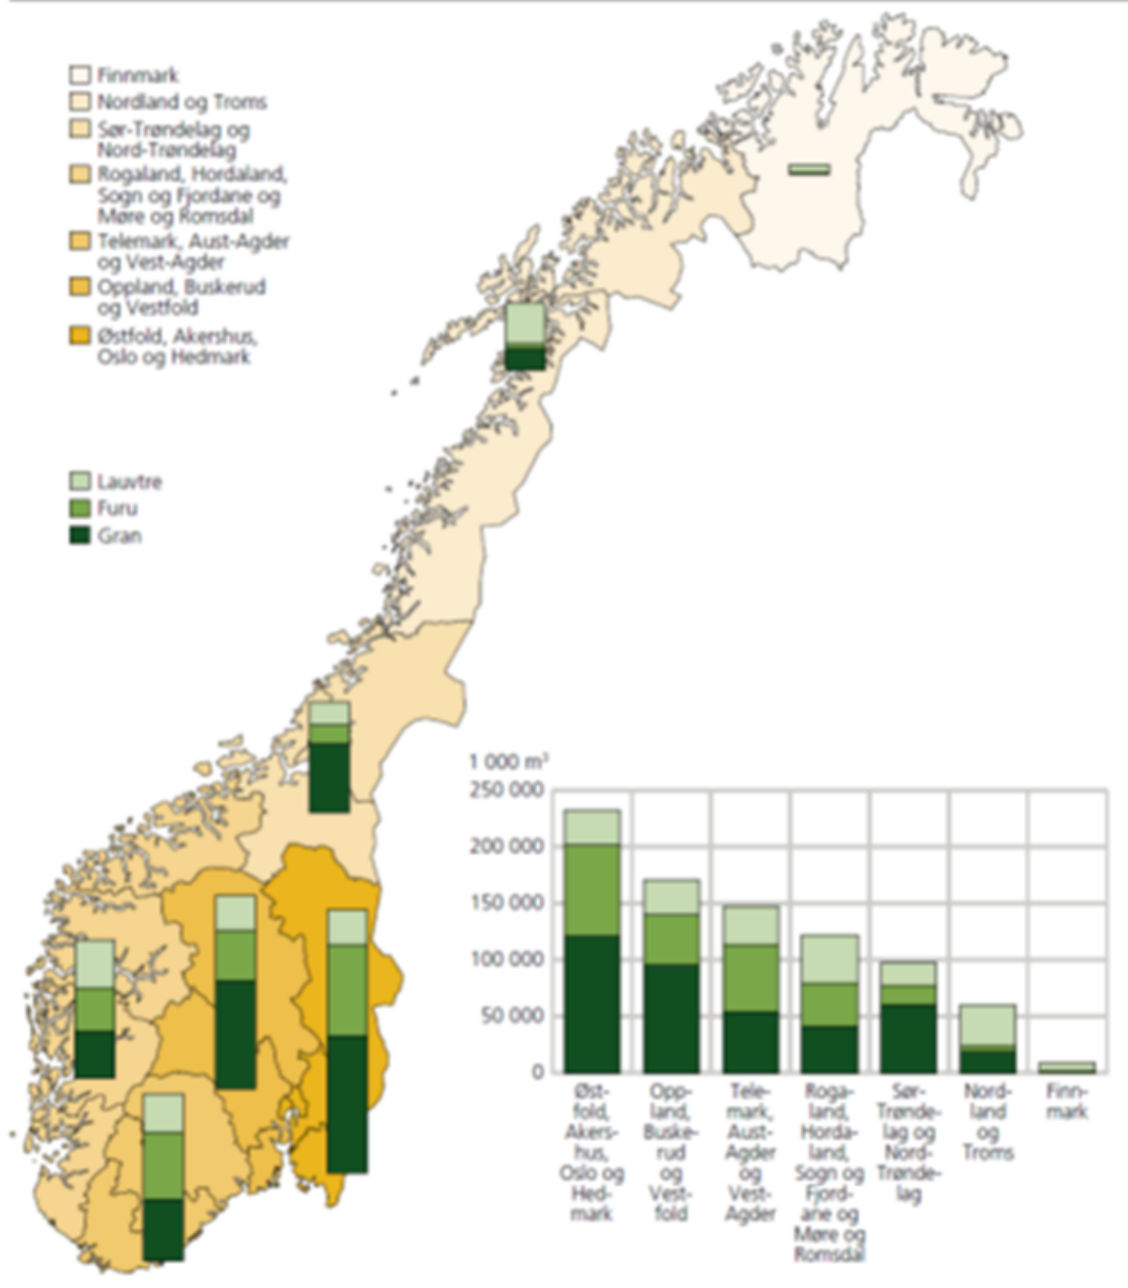 Finnmark
Nordland og Troms
Sør-Trøndelag og
Nord-Trøndelag
Rogaland, Hordaland,
Sogn og Fjordane og
Møre og Romsdal
Telemark, Aust-Agder
og Vest-Agder
Oppland, Buskerud
og Vestfold
Østfold, Akershus,
Oslo og Hedmark
Lauvtre
Furu
Gran
1 000 m³
250 000
200 000
150 000
100 000
50 000
0
Øst-
fold,
Akers-
hus,
Oslo og
Hed-
mark
Opp-
land,
Buske-
rud
og
Vest-
fold
Tele-
mark,
Aust-
Agder
og
Vest-
Agder
Roga-
land,
Horda-
land,
Sogn og
Fjord-
ane og
Møre og
Romsdal
Sør-
Trønde-
lag og
Nord-
Trønde-
lag
Nord-
land
og
Troms
Finn-
mark